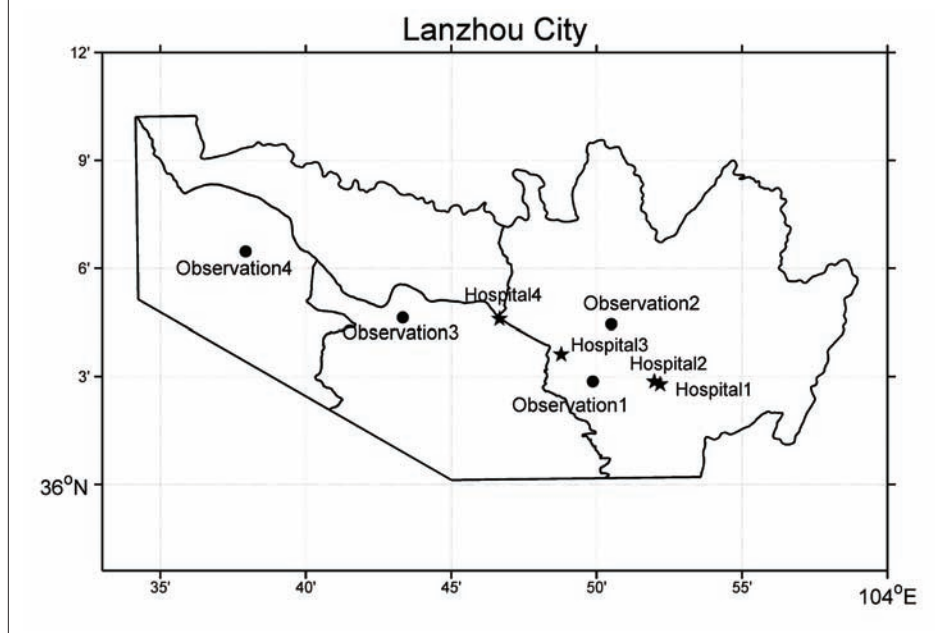 Lanzhou City
12'
9'
6'
3'
36°N
Observation4
Hospital4
Observation2
Observation3
Hospital3
Hospital2
Hospital1
Observation1
35'
40'
45'
50'
55'
104°E